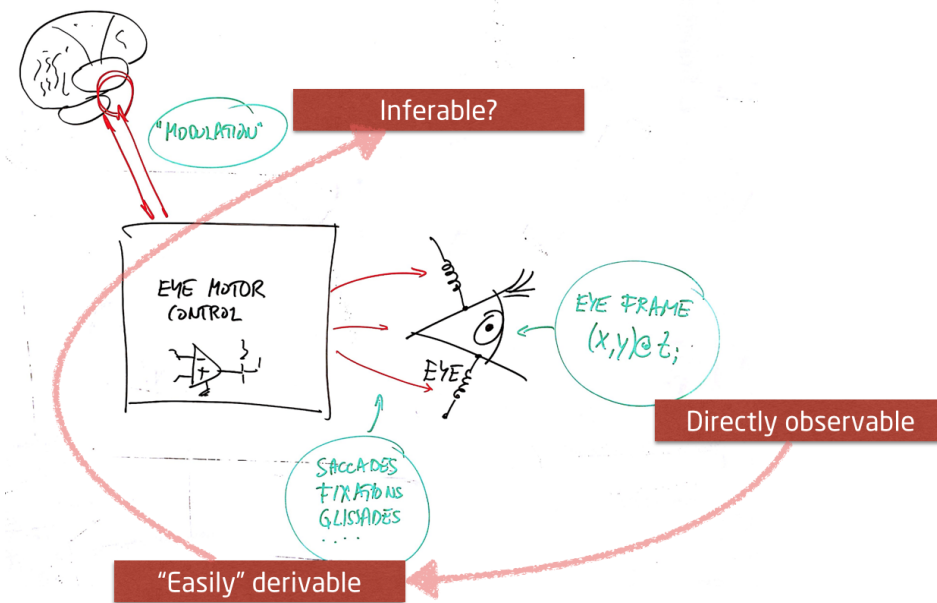 Inferable?
"MODULATION"
EYE MOTOR
CONTROL
EYE
EYE FRAME
(x,y)@ti
Directly observable
SACCADES
FIXATIONS
GLISSADES
....
"Easily" derivable